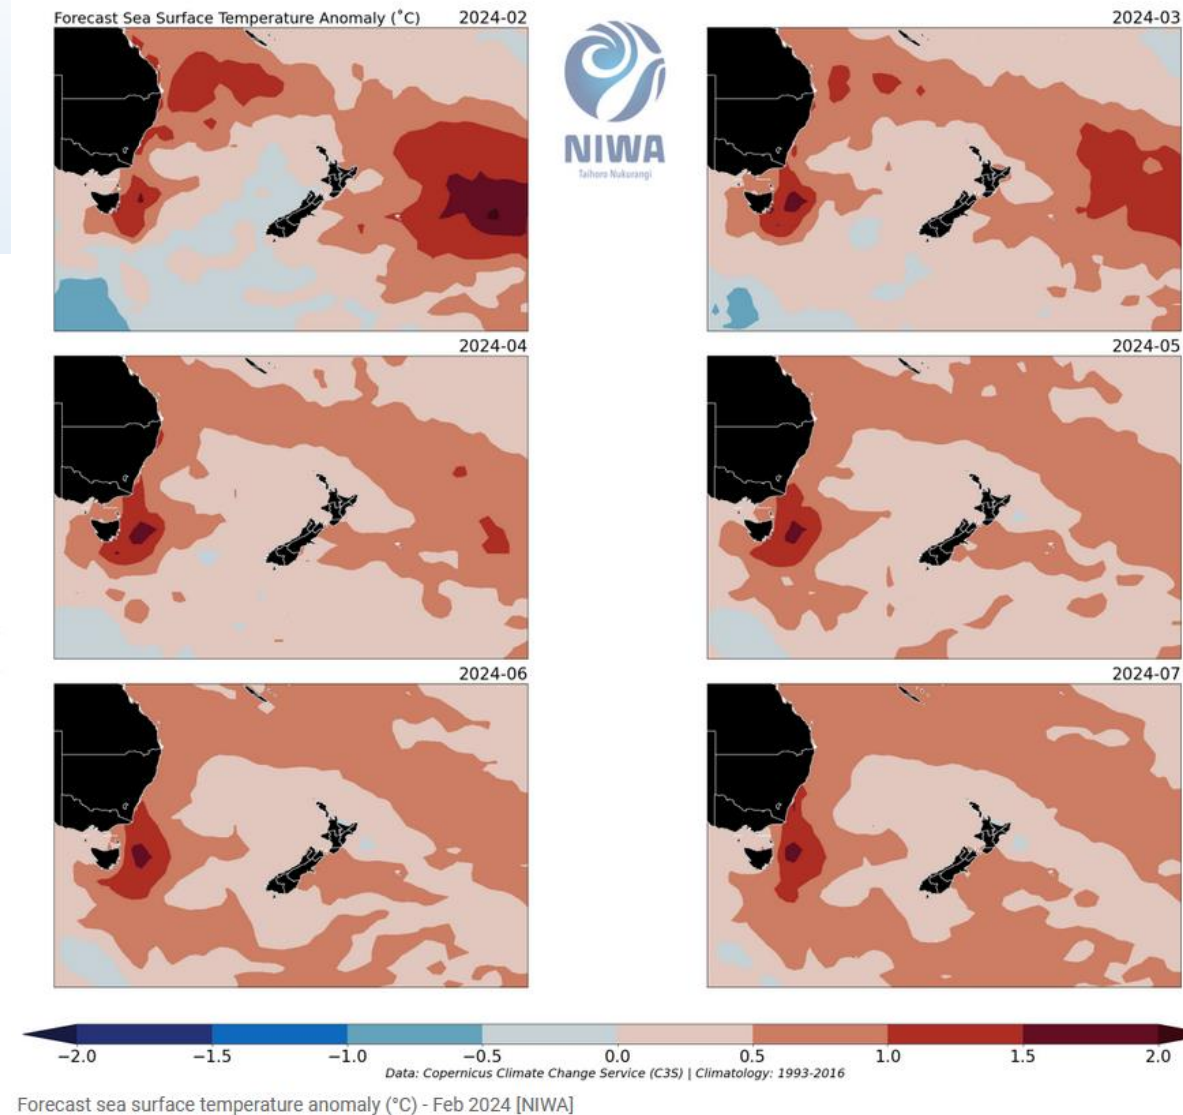 Forecast Sea Surface Temperature Anomaly (˚C) 2024-02
2024-03
NIWA
Taihoro Nukurangi
2024-04
2024-05
2024-06
2024-07
−2.0 −1.5 −1.0 −0.5 0.0 0.5 1.0 1.5 2.0
Data: Copernicus Climate Change Service (C3S) | Climatology: 1993-2016
Forecast sea surface temperature anomaly (°C) - Feb 2024 [NIWA]